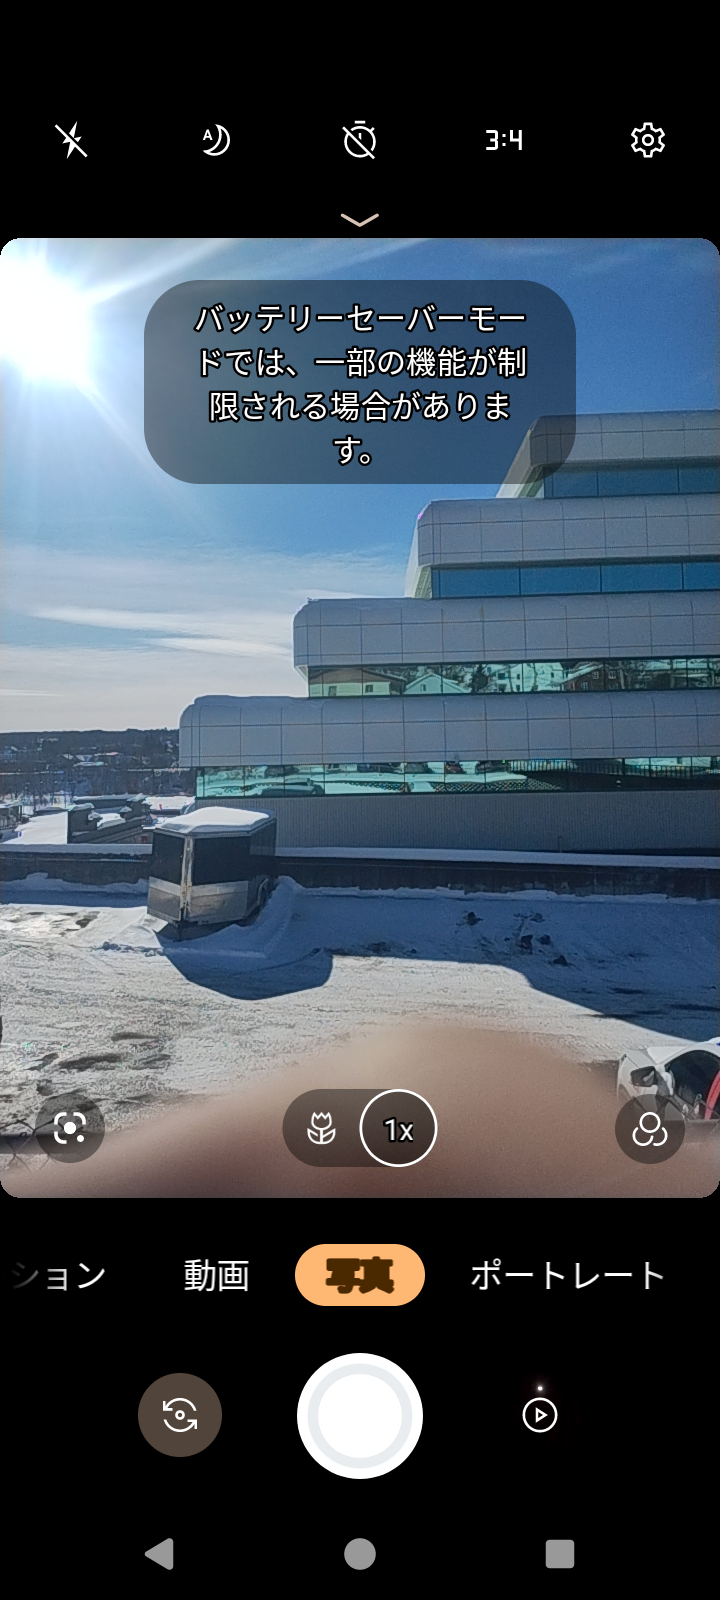 A
3:4
バッテリーセーバーモー
ドでは、一部の機能が制
限される場合がありま
す。
1x
ション
動画
写真
ポートレート